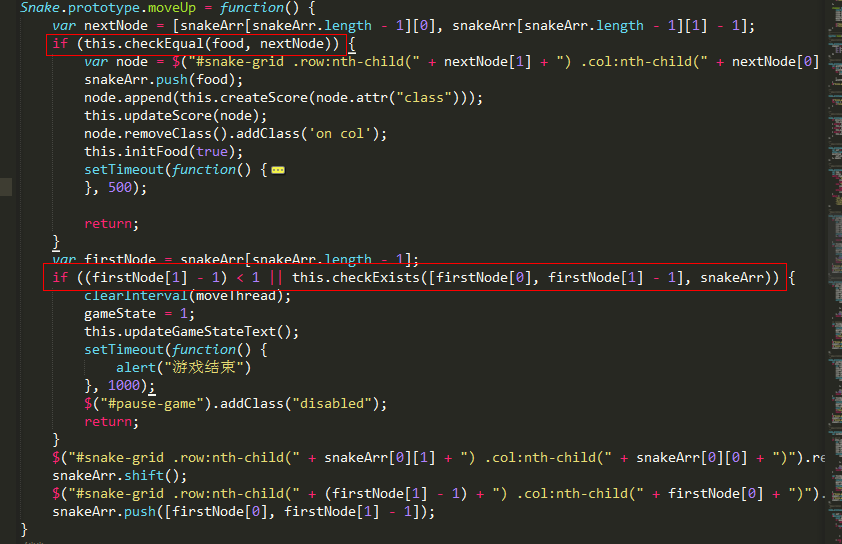 Snake.prototype.moveUp = function() {
var nextNode = [snakeArr[snakeArr.length - 1][0], snakeArr[snakeArr.length - 1][1] - 1];
if (this.checkEqual(food, nextNode)) {
var node = $("#snake-grid .row:nth-child(" + nextNode[1] + ") .col:nth-child(" + nextNode[0]
snakeArr.push(food);
node.append(this.createScore(node.attr("class")));
this.updateScore(node);
node.removeClass().addClass('on col');
this.initFood(true);
setTimeout(function() {
}, 500);
return;
}
var firstNode = snakeArr[snakeArr.length - 1];
if ((firstNode[1] - 1) < 1 || this.checkExists([firstNode[0], firstNode[1] - 1], snakeArr)) {
clearInterval(moveThread);
gameState = 1;
this.updateGameStateText();
setTimeout(function() {
alert("游戏结束")
}, 1000);
$("#pause-game").addClass("disabled");
return;
}
$("#snake-grid .row:nth-child(" + snakeArr[0][1] + ") .col:nth-child(" + snakeArr[0][0] + ")").re
snakeArr.shift();
$("#snake-grid .row:nth-child(" + (firstNode[1] - 1) + ") .col:nth-child(" + firstNode[0] + ")").
snakeArr.push([firstNode[0], firstNode[1] - 1]);
}